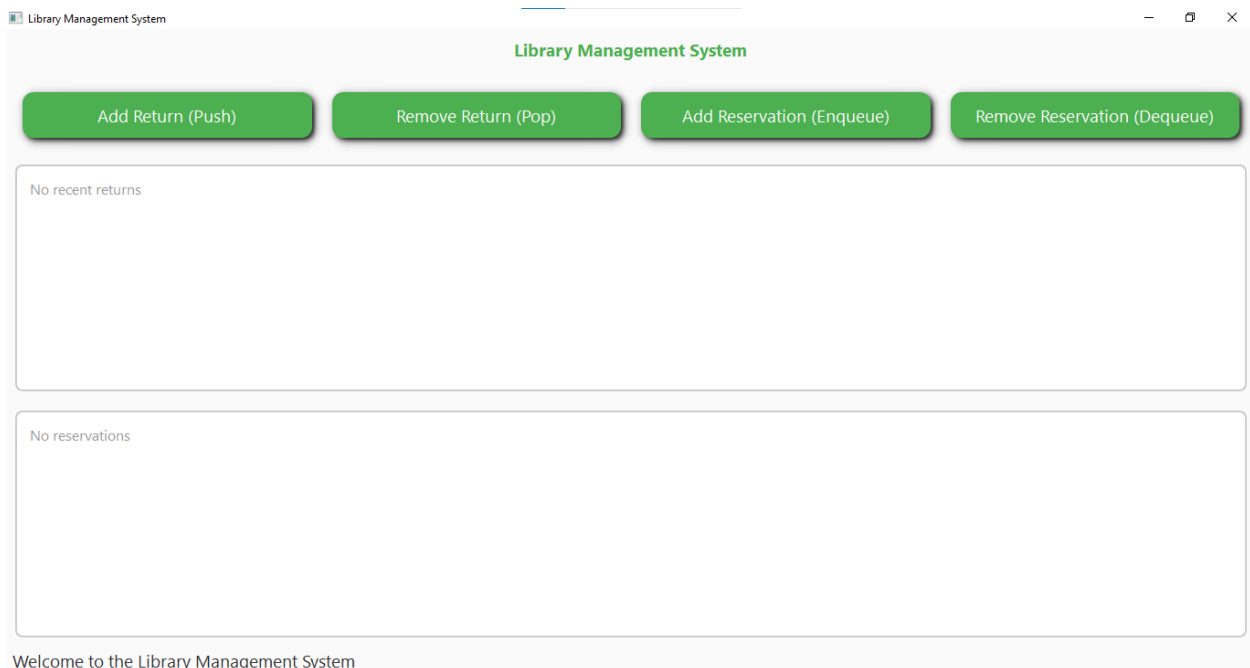 Library Management System
Library Management System
Add Return (Push) Remove Return (Pop) Add Reservation (Enqueue) Remove Reservation (Dequeue)
No recent returns
No reservations
Welcome to the Library Management System